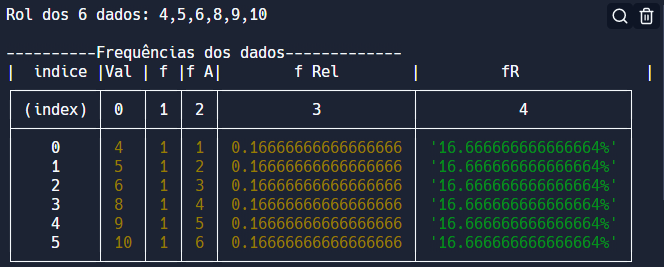 Rol dos 6 dados: 4,5,6,8,9,10
----------Frequências dos dados-------------
| indice |Val | f |f A| f Rel | fR |
(index) 0 1 2 3 4
0 4 1 1 0.16666666666666666 '16.666666666666664%'
1 5 1 2 0.16666666666666666 '16.666666666666664%'
2 6 1 3 0.16666666666666666 '16.666666666666664%'
3 8 1 4 0.16666666666666666 '16.666666666666664%'
4 9 1 5 0.16666666666666666 '16.666666666666664%'
5 10 1 6 0.16666666666666666 '16.666666666666664%'